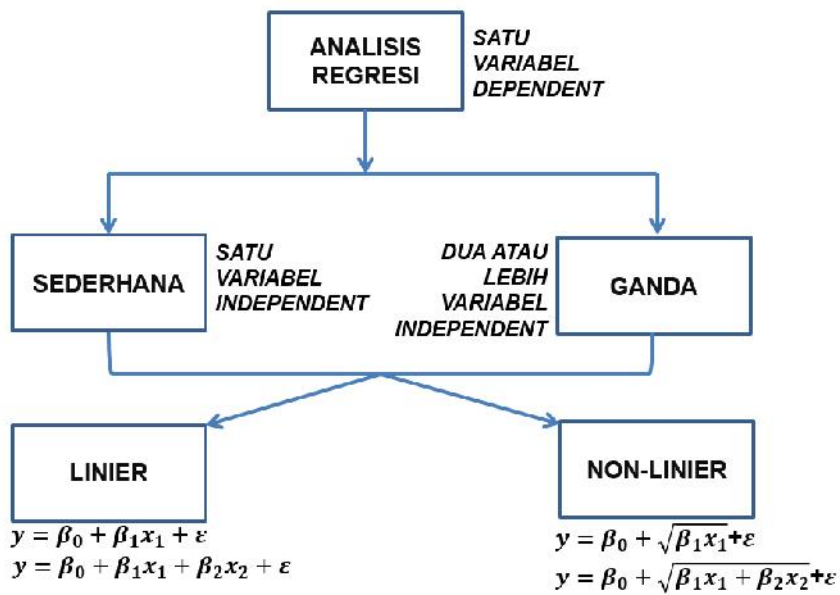 ANALISIS
REGRESI
SATU
VARIABEL
DEPENDENT
SEDERHANA
SATU
VARIABEL
INDEPENDENT
DUA ATAU
LEBIH
VARIABEL
INDEPENDENT
GANDA
LINIER
y = β₀ + β₁x₁ + ε
y = β₀ + β₁x₁ + β₂x₂ + ε
NON-LINIER
y = β₀ + √(β₁x₁)+ε
y = β₀ + √(β₁x₁ + β₂x₂)+ε